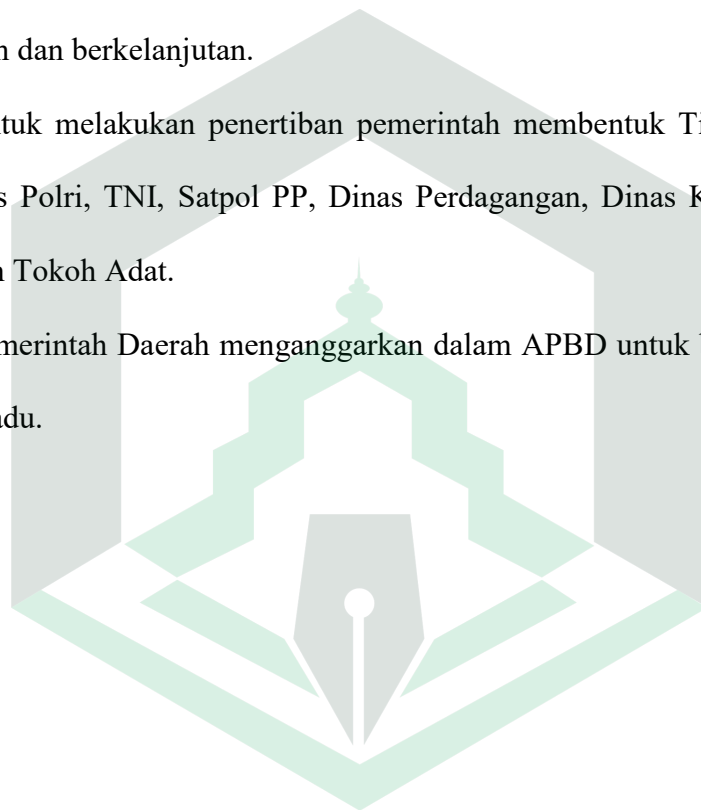 n dan berkelanjutan.
tuk melakukan penertiban pemerintah membentuk Ti
s Polri, TNI, Satpol PP, Dinas Perdagangan, Dinas K
n Tokoh Adat.
merintah Daerah menganggarkan dalam APBD untuk
adu.